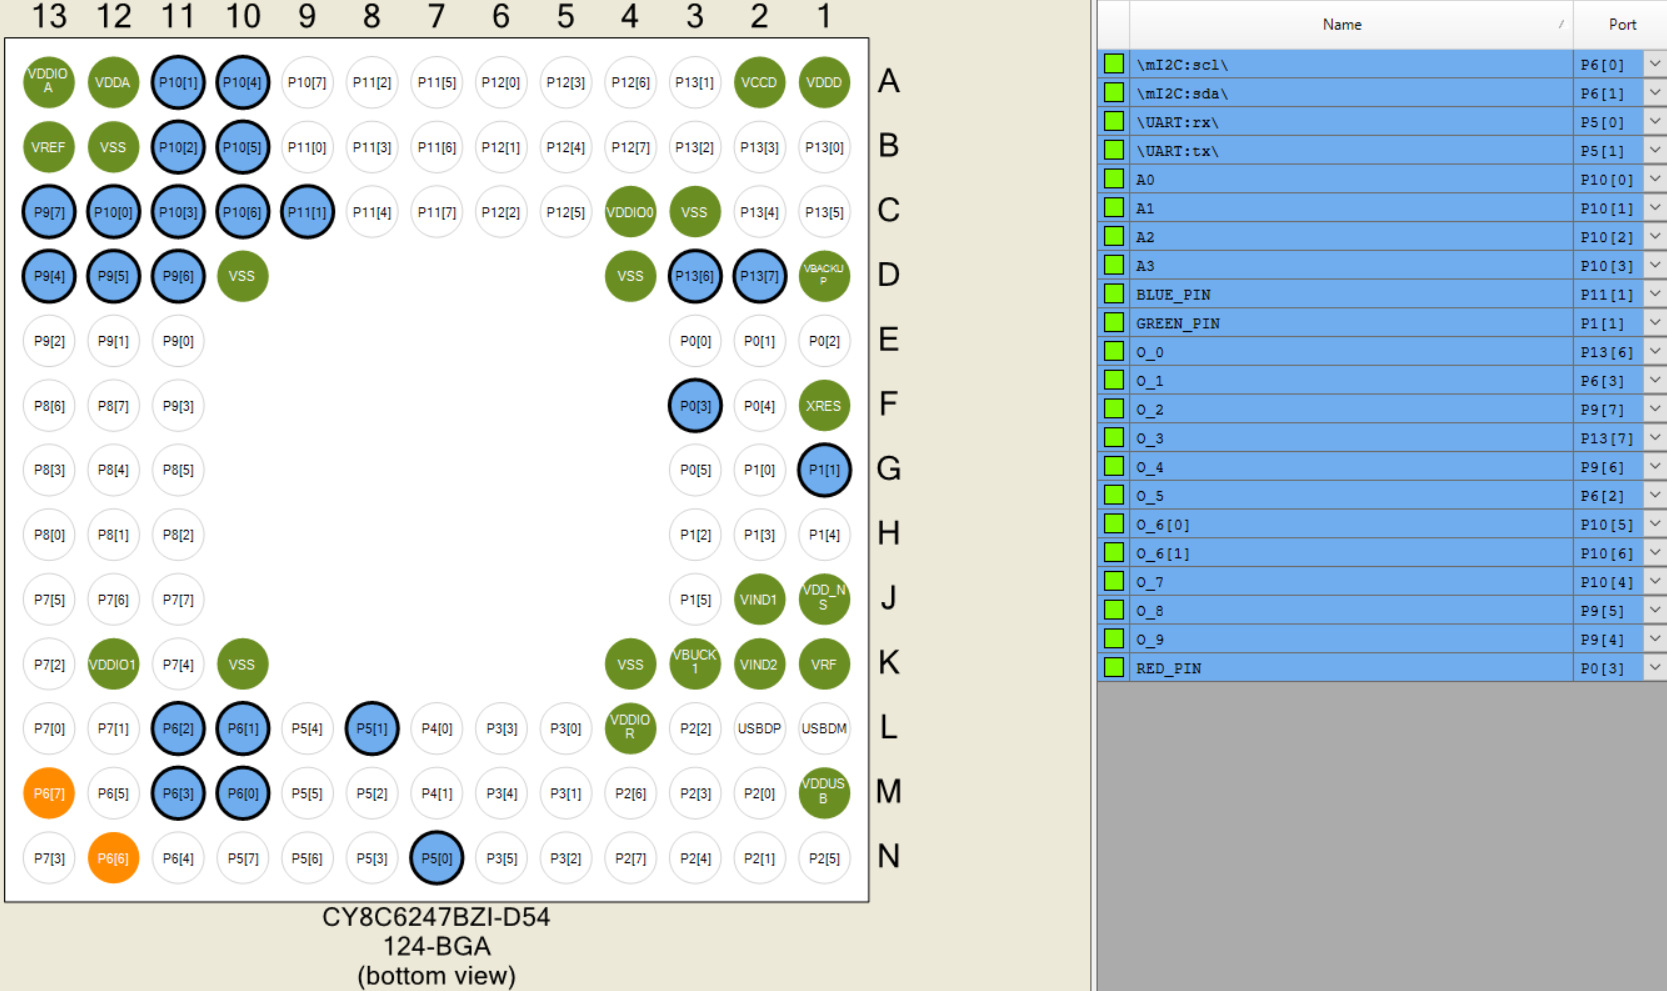 13 12 11 10 9 8 7 6 5 4 3 2 1
VDDIO A VDDA P10[1] P10[4] P10[7] P11[2] P11[5] P12[0] P12[3] P12[6] P13[1] VCCD VDDD A
VREF VSS P10[2] P10[5] P11[0] P11[3] P11[6] P12[1] P12[4] P12[7] P13[2] P13[3] P13[0] B
P9[7] P10[0] P10[3] P10[6] P11[1] P11[4] P11[7] P12[2] P12[5] VDDIO0 VSS P13[4] P13[5] C
P9[4] P9[5] P9[6] VSS VSS P13[6] P13[7] VBACKU P D
P9[2] P9[1] P9[0] P0[0] P0[1] P0[2] E
P8[6] P8[7] P9[3] P0[3] P0[4] XRES F
P8[3] P8[4] P8[5] P0[5] P1[0] P1[1] G
P8[0] P8[1] P8[2] P1[2] P1[3] P1[4] H
P7[5] P7[6] P7[7] P1[5] VIND1 VDD_N S J
P7[2] VDDIO1 P7[4] VSS VSS VBUCK 1 VIND2 VRF K
P7[0] P7[1] P6[2] P6[1] P5[4] P5[1] P4[0] P3[3] P3[0] VDDIO R P2[2] USBDP USBDM L
P6[7] P6[5] P6[3] P6[0] P5[5] P5[2] P4[1] P3[4] P3[1] P2[6] P2[3] P2[0] VDDUS B M
P7[3] P6[6] P6[4] P5[7] P5[6] P5[3] P5[0] P3[5] P3[2] P2[7] P2[4] P2[1] P2[5] N
CY8C6247BZI-D54
124-BGA
(bottom view)
Name / Port
\mI2C:scl\ P6[0]
\mI2C:sda\ P6[1]
\UART:rx\ P5[0]
\UART:tx\ P5[1]
A0 P10[0]
A1 P10[1]
A2 P10[2]
A3 P10[3]
BLUE_PIN P11[1]
GREEN_PIN P1[1]
O_0 P13[6]
O_1 P6[3]
O_2 P9[7]
O_3 P13[7]
O_4 P9[6]
O_5 P6[2]
O_6[0] P10[5]
O_6[1] P10[6]
O_7 P10[4]
O_8 P9[5]
O_9 P9[4]
RED_PIN P0[3]